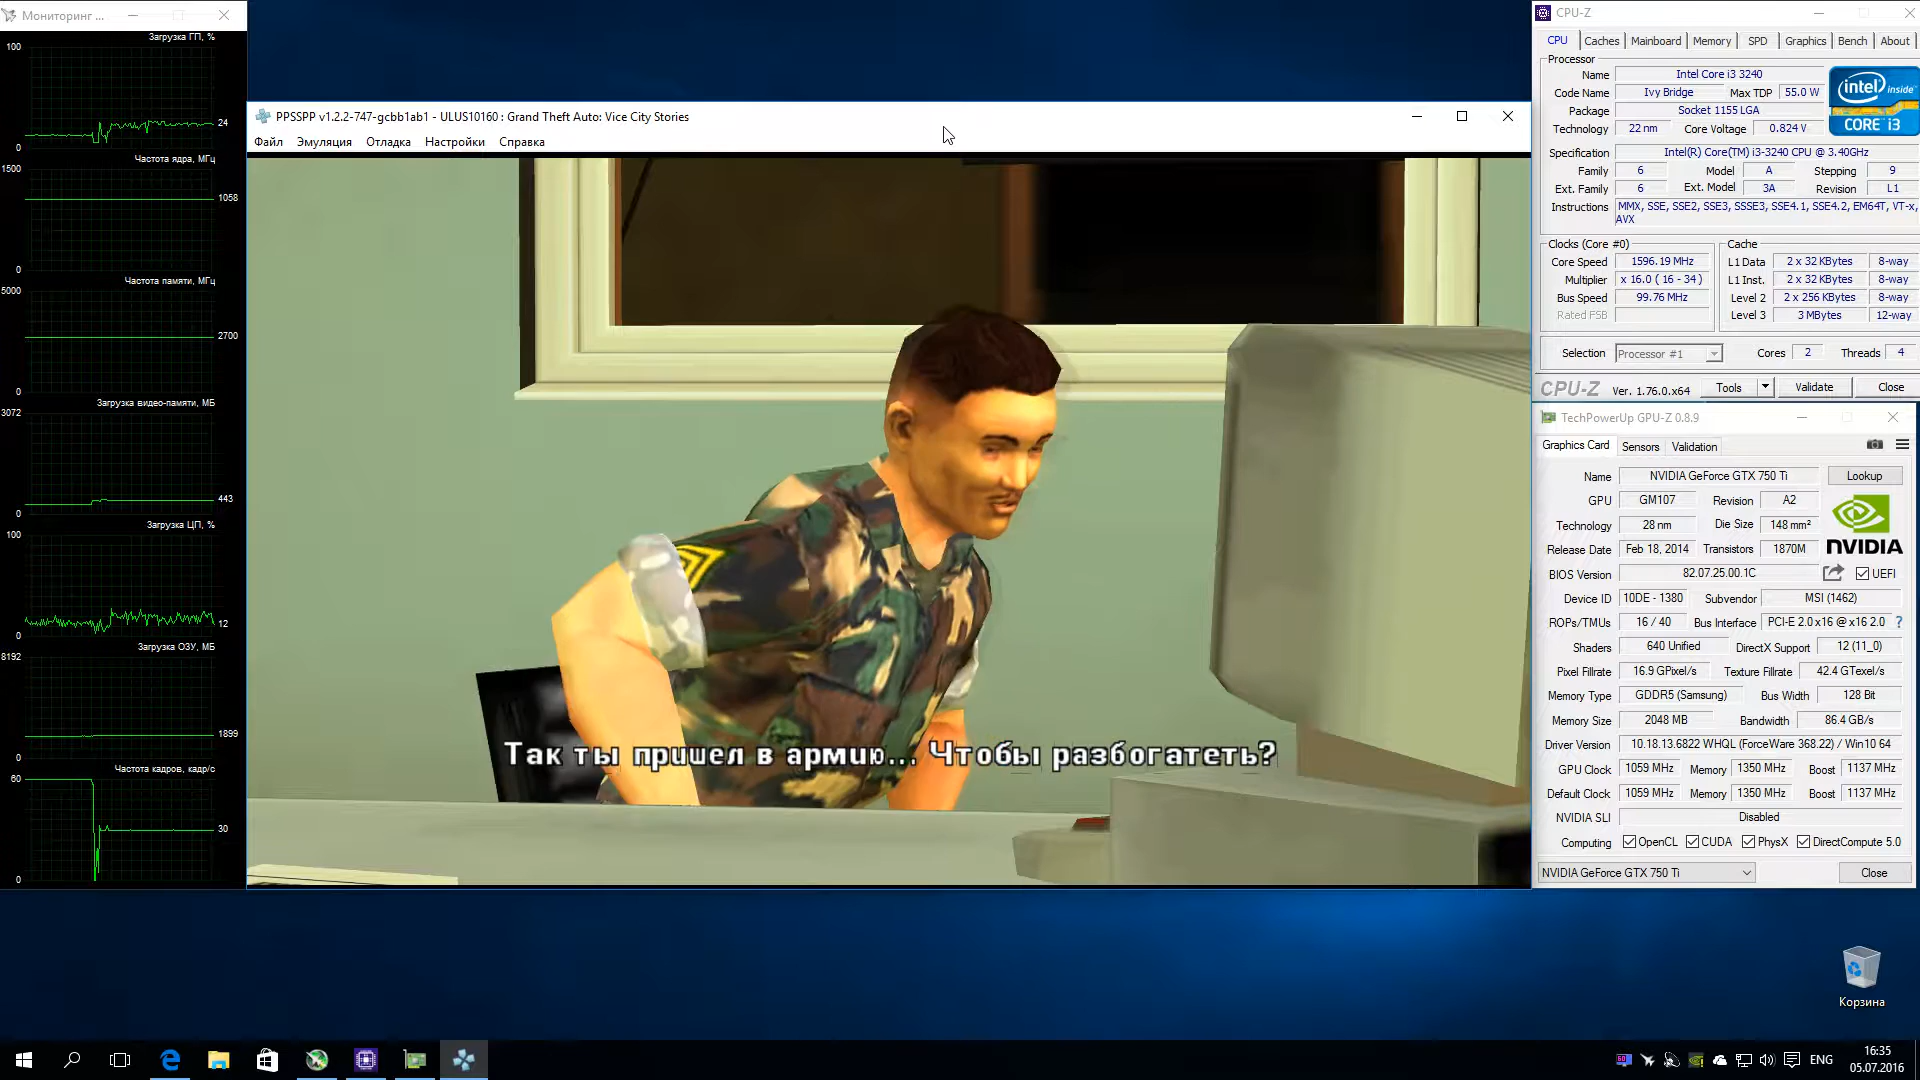 Мониторинг ...
Загрузка ГП, %
100
24
0
Частота ядра, МГц
1500
1058
0
Частота памяти, МГц
5000
2700
0
Загрузка видео-памяти, МБ
3072
443
0
Загрузка ЦП, %
100
12
0
Загрузка ОЗУ, МБ
8192
1899
0
Частота кадров, кадр/с
60
30
0
PPSSPP v1.2.2-747-gcbb1ab1 - ULUS10160 : Grand Theft Auto: Vice City Stories
Файл Эмуляция Отладка Настройки Справка
Так ты пришел в армию... Чтобы разбогатеть?
CPU-Z
CPU Caches Mainboard Memory SPD Graphics Bench About
Processor
Name Intel Core i3 3240
Code Name Ivy Bridge Max TDP 55.0 W
Package Socket 1155 LGA
Technology 22 nm Core Voltage 0.824 V
intel inside
CORE i3
Specification Intel(R) Core(TM) i3-3240 CPU @ 3.40GHz
Family 6 Model A Stepping 9
Ext. Family 6 Ext. Model 3A Revision L1
Instructions MMX, SSE, SSE2, SSE3, SSSE3, SSE4.1, SSE4.2, EM64T, VT-x,
AVX
Clocks (Core #0)
Core Speed 1596.19 MHz
Multiplier x 16.0 ( 16 - 34 )
Bus Speed 99.76 MHz
Rated FSB
Cache
L1 Data 2 x 32 KBytes 8-way
L1 Inst. 2 x 32 KBytes 8-way
Level 2 2 x 256 KBytes 8-way
Level 3 3 MBytes 12-way
Selection Processor #1 Cores 2 Threads 4
CPU-Z Ver. 1.76.0.x64 Tools Validate Close
TechPowerUp GPU-Z 0.8.9
Graphics Card Sensors Validation
Name NVIDIA GeForce GTX 750 Ti Lookup
GPU GM107 Revision A2
Technology 28 nm Die Size 148 mm²
Release Date Feb 18, 2014 Transistors 1870M
NVIDIA
BIOS Version 82.07.25.00.1C UEFI
Device ID 10DE - 1380 Subvendor MSI (1462)
ROPs/TMUs 16 / 40 Bus Interface PCI-E 2.0 x16 @ x16 2.0 ?
Shaders 640 Unified DirectX Support 12 (11_0)
Pixel Fillrate 16.9 GPixel/s Texture Fillrate 42.4 GTexel/s
Memory Type GDDR5 (Samsung) Bus Width 128 Bit
Memory Size 2048 MB Bandwidth 86.4 GB/s
Driver Version 10.18.13.6822 WHQL (ForceWare 368.22) / Win10 64
GPU Clock 1059 MHz Memory 1350 MHz Boost 1137 MHz
Default Clock 1059 MHz Memory 1350 MHz Boost 1137 MHz
NVIDIA SLI Disabled
Computing OpenCL CUDA PhysX DirectCompute 5.0
NVIDIA GeForce GTX 750 Ti Close
Корзина
ENG
16:35
05.07.2016